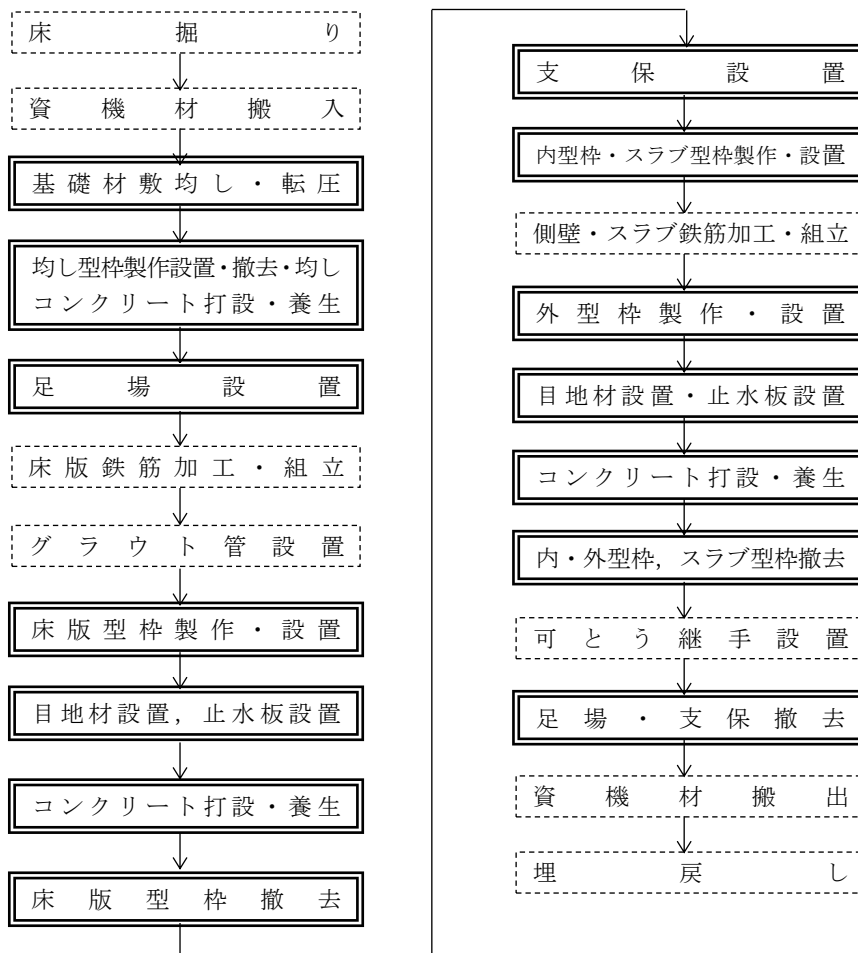 床掘り
資機材搬入
基礎材敷均し・転圧
均し型枠製作設置・撤去・均し
コンクリート打設・養生
足場設置
床版鉄筋加工・組立
グラウト管設置
床版型枠製作・設置
目地材設置，止水板設置
コンクリート打設・養生
床版型枠撤去
支保設置
内型枠・スラブ型枠製作・設置
側壁・スラブ鉄筋加工・組立
外型枠製作・設置
目地材設置・止水板設置
コンクリート打設・養生
内・外型枠，スラブ型枠撤去
可とう継手設置
足場・支保撤去
資機材搬出
埋戻し